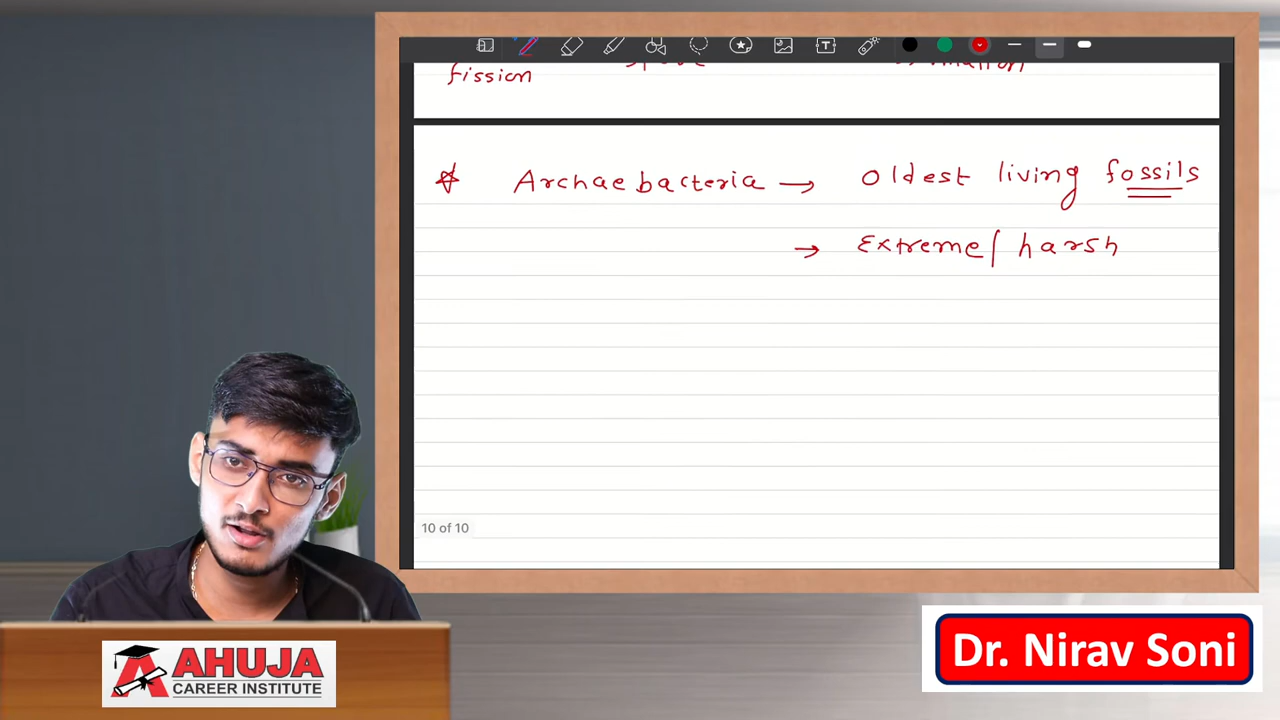 fission
☆ Archaebacteria → oldest living fossils
→ Extreme/harsh
10 of 10
AHUJA
CAREER INSTITUTE
Dr. Nirav Soni